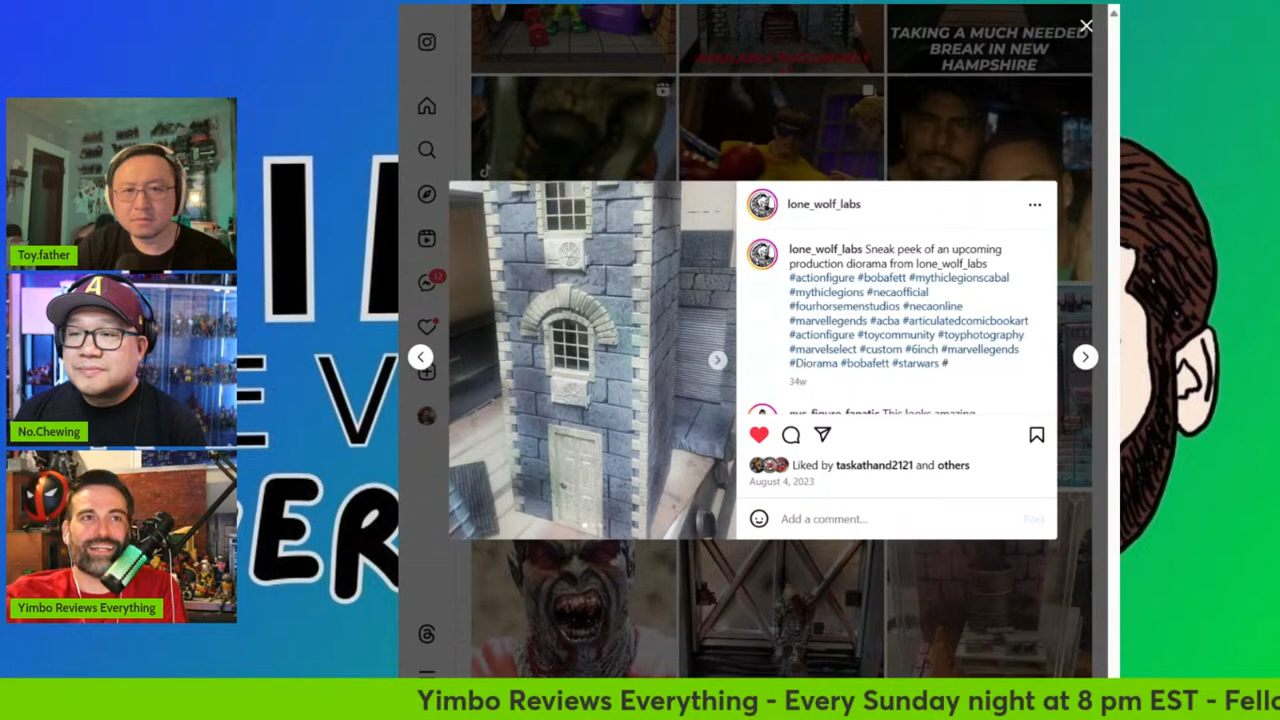 TAKING A MUCH NEEDED
BREAK IN NEW
HAMPSHIRE
Toy.father
No.Chewing
Yimbo Reviews Everything
12
lone_wolf_labs
lone_wolf_labs Sneak peek of an upcoming
production diorama from lone_wolf_labs
#actionfigure #bobafett #mythiclegionscabal
#mythiclegions #necaofficial
#fourhorsemenstudios #necaonline
#marvellegends #acba #articulatedcomicbookart
#actionfigure #toycommunity #toyphotography
#marvelselect #custom #6inch #marvellegends
#Diorama #bobafett #starwars #
34w
Liked by taskathand2121 and others
August 4, 2023
Add a comment...
Post
Yimbo Reviews Everything - Every Sunday night at 8 pm EST - Fello